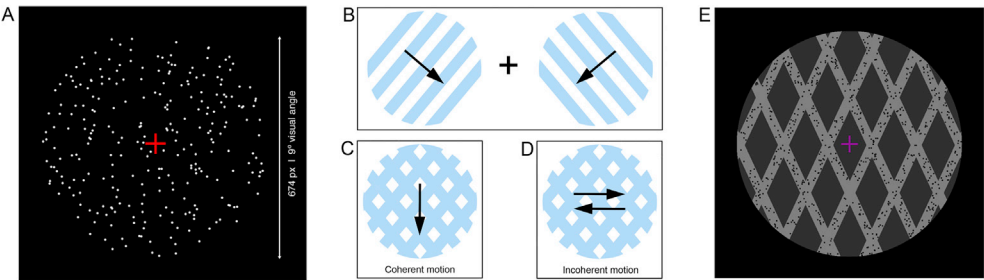 A
674 px I 9° visual angle
B
C
Coherent motion
D
Incoherent motion
E